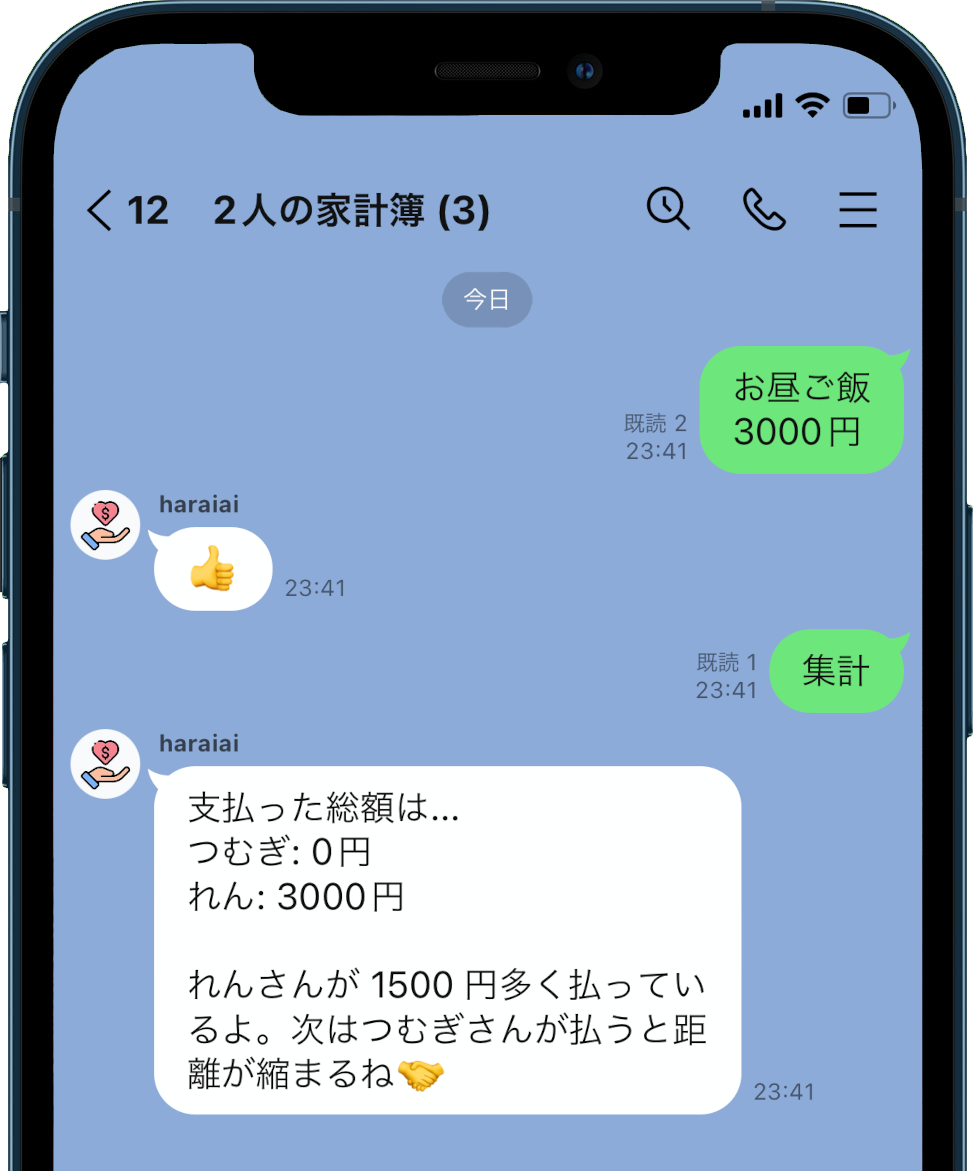 12 2人の家計簿 (3)
今日
お昼ご飯
3000円
既読 2
23:41
haraiai
👍
23:41
集計
既読 1
23:41
haraiai
支払った総額は...
つむぎ: 0円
れん: 3000円
れんさんが 1500 円多く払ってい
るよ。次はつむぎさんが払うと距
離が縮まるね🤝
23:41